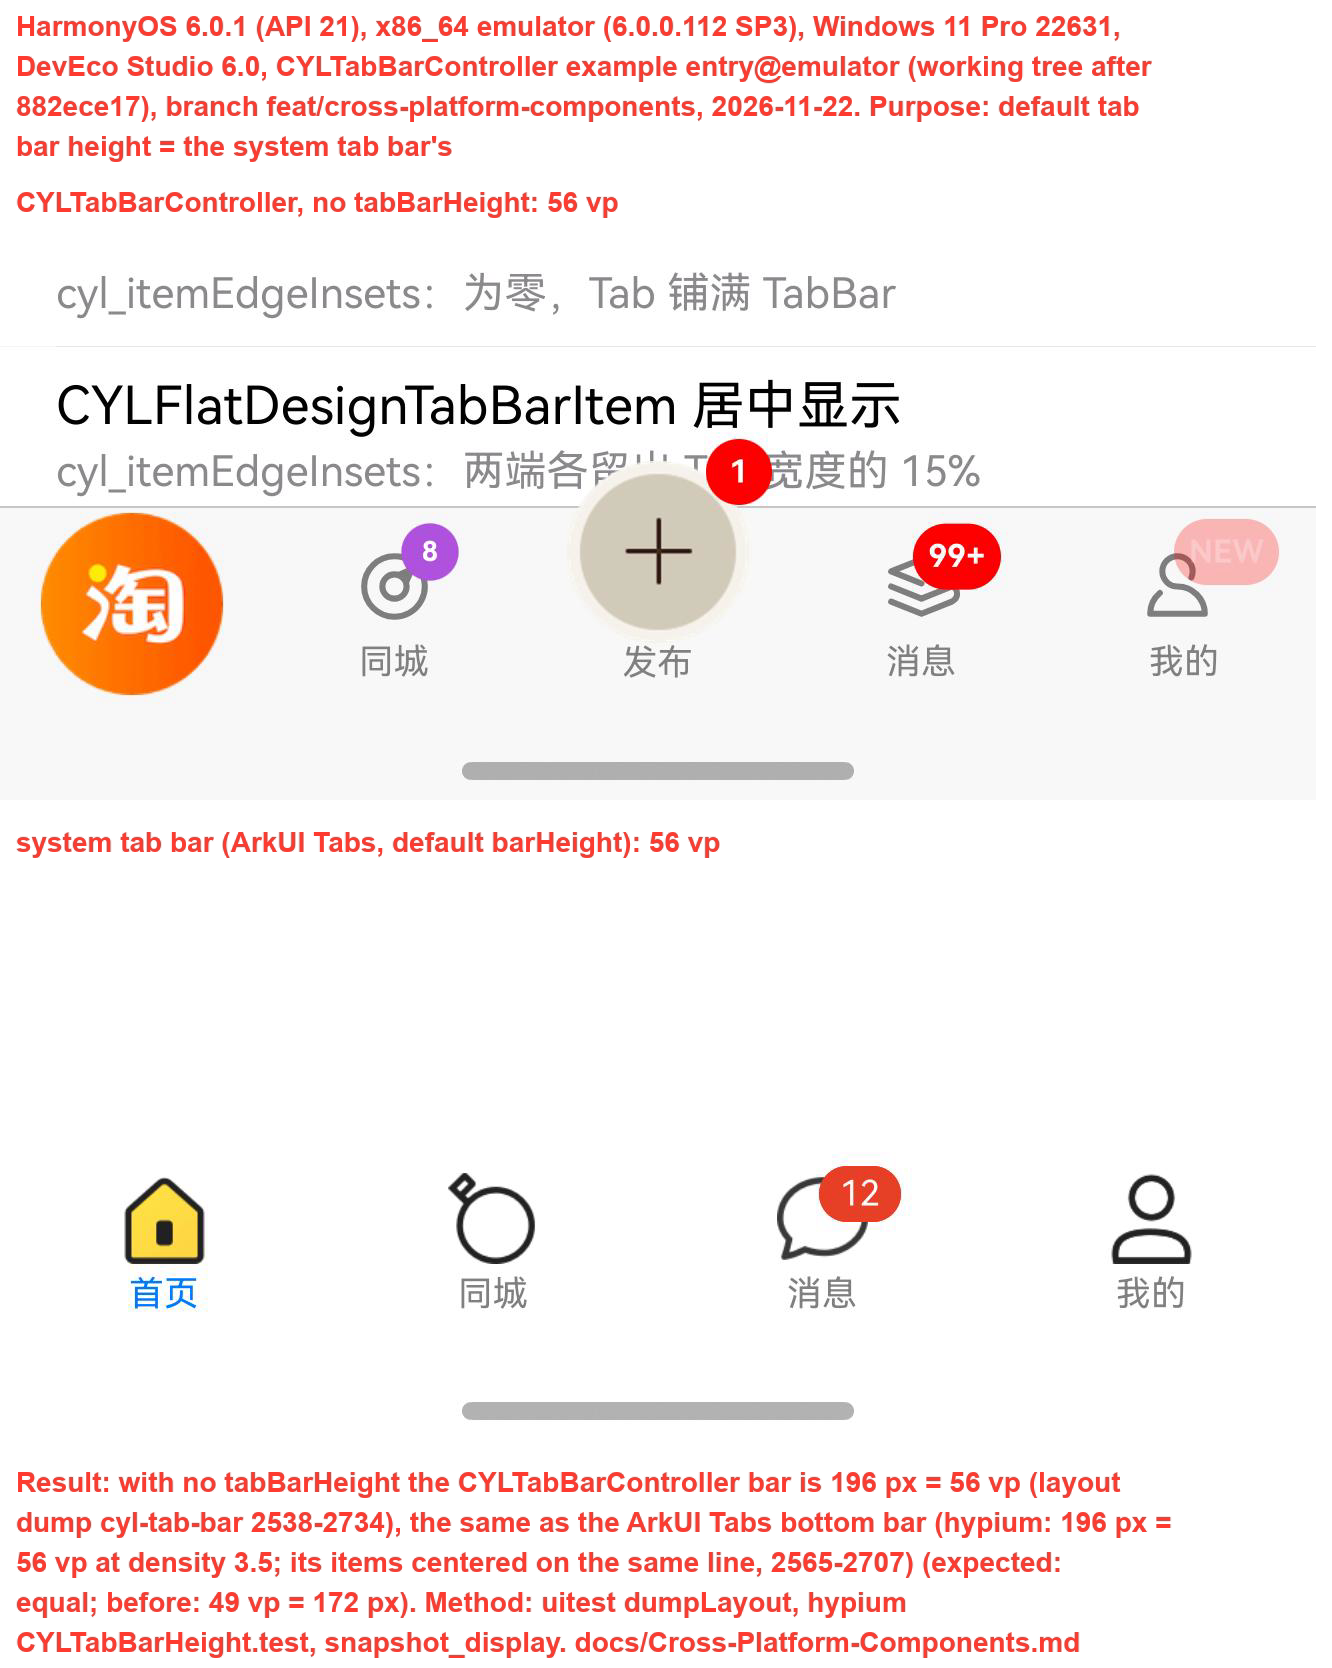 HarmonyOS 6.0.1 (API 21), x86_64 emulator (6.0.0.112 SP3), Windows 11 Pro 22631,
DevEco Studio 6.0, CYLTabBarController example entry@emulator (working tree after
882ece17), branch feat/cross-platform-components, 2026-11-22. Purpose: default tab
bar height = the system tab bar's
CYLTabBarController, no tabBarHeight: 56 vp
cyl_itemEdgeInsets：为零，Tab 铺满 TabBar
CYLFlatDesignTabBarItem 居中显示
cyl_itemEdgeInsets：两端各留 宽度的 15%
1
淘
8
99+
NEW
同城
发布
消息
我的
system tab bar (ArkUI Tabs, default barHeight): 56 vp
12
首页
同城
消息
我的
Result: with no tabBarHeight the CYLTabBarController bar is 196 px = 56 vp (layout
dump cyl-tab-bar 2538-2734), the same as the ArkUI Tabs bottom bar (hypium: 196 px =
56 vp at density 3.5; its items centered on the same line, 2565-2707) (expected:
equal; before: 49 vp = 172 px). Method: uitest dumpLayout, hypium
CYLTabBarHeight.test, snapshot_display. docs/Cross-Platform-Components.md